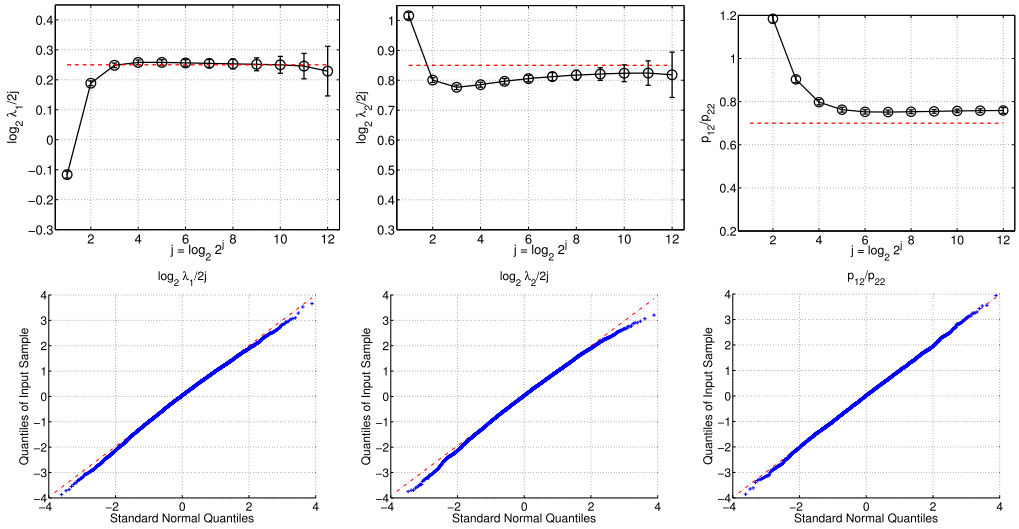 0.4
0.3
0.2
0.1
0
−0.1
−0.2
−0.3
log₂ λ₁/2j
2 4 6 8 10 12
j = log₂ 2ʲ
1
0.9
0.8
0.7
0.6
0.5
0.4
0.3
log₂ λ₂/2j
2 4 6 8 10 12
j = log₂ 2ʲ
1.2
1
0.8
0.6
0.4
0.2
p₁₂/p₂₂
2 4 6 8 10 12
j = log₂ 2ʲ
log₂ λ₁/2j
4
3
2
1
0
−1
−2
−3
−4
Quantiles of Input Sample
−4 −2 0 2 4
Standard Normal Quantiles
log₂ λ₂/2j
4
3
2
1
0
−1
−2
−3
−4
Quantiles of Input Sample
−4 −2 0 2 4
Standard Normal Quantiles
p₁₂/p₂₂
4
3
2
1
0
−1
−2
−3
−4
Quantiles of Input Sample
−4 −2 0 2 4
Standard Normal Quantiles